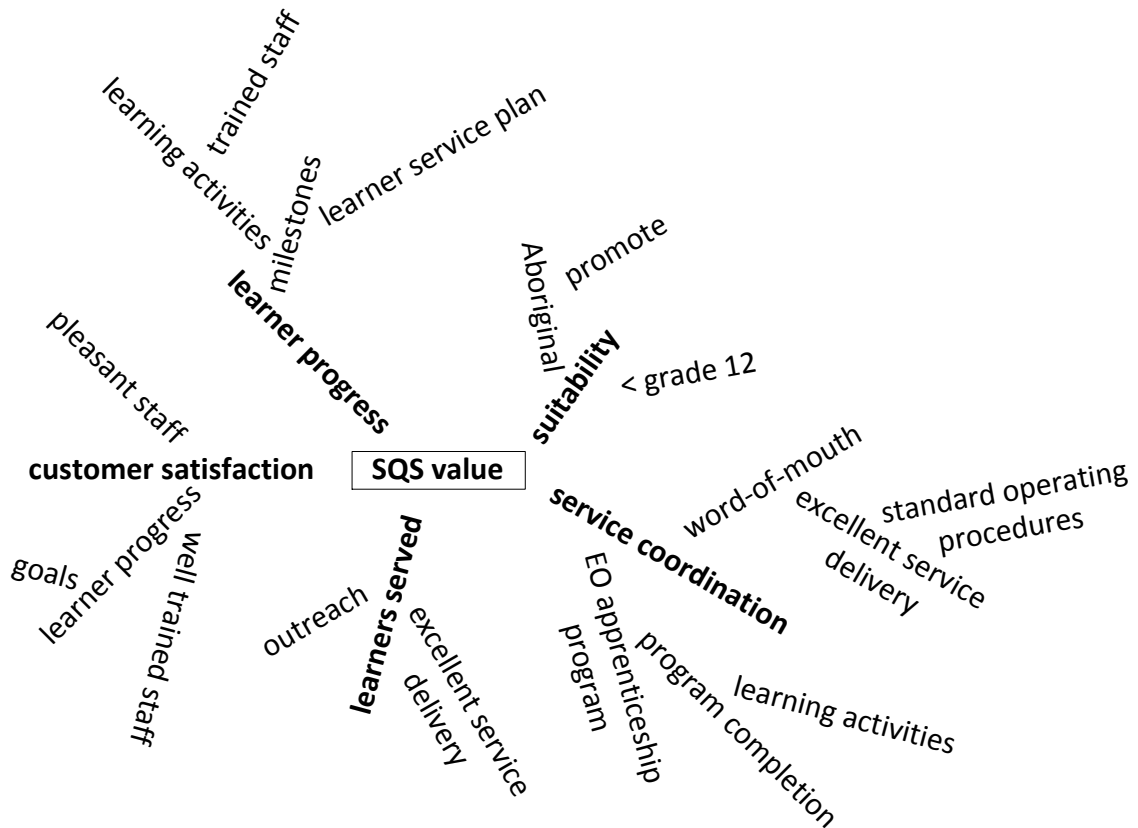 trained staff
learning activities
learner service plan
milestones
learner progress
promote
Aboriginal
suitability
< grade 12
pleasant staff
customer satisfaction
SQS value
learner progress
goals
well trained staff
learners served
outreach
excellent service
delivery
service coordination
word-of-mouth
excellent service
delivery
standard operating
procedures
EO apprenticeship
program
program completion
learning activities